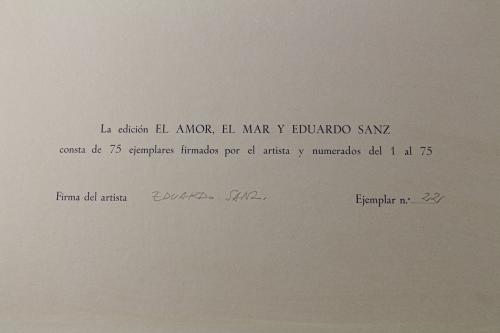 La edición EL AMOR, EL MAR Y EDUARDO SANZ
consta de 75 ejemplares firmados por el artista y numerados del 1 al 75
Firma del artista EDUARDO SANZ. Ejemplar n.º